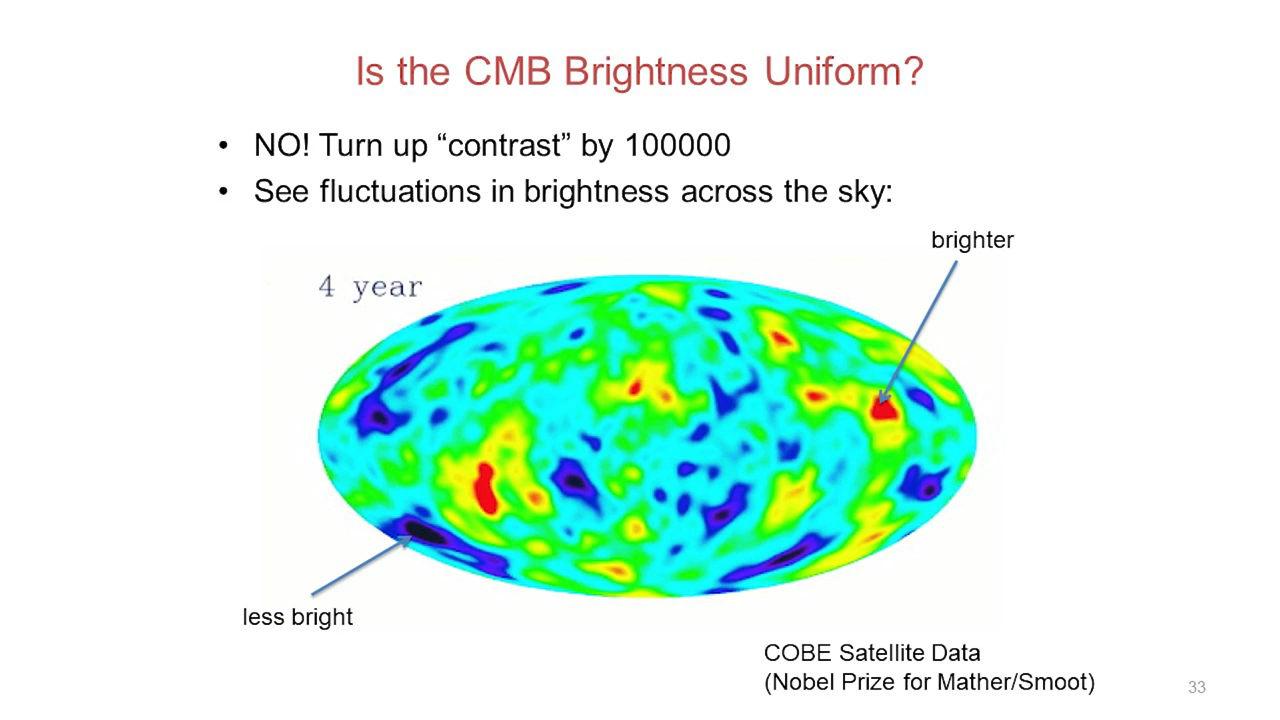 Is the CMB Brightness Uniform?
• NO! Turn up “contrast” by 100000
• See fluctuations in brightness across the sky:
brighter
4 year
less bright
COBE Satellite Data
(Nobel Prize for Mather/Smoot)
33